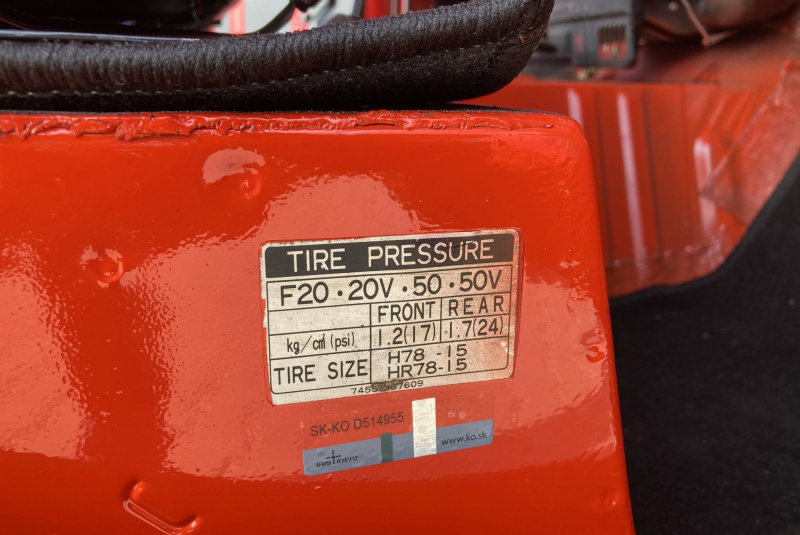 TIRE PRESSURE
F20・20V・50・50V
FRONT REAR
kg/cm² (psi) 1.2(17) 1.7(24)
TIRE SIZE H78 -15
HR78-15
SK-KO D514955
www.ko.sk